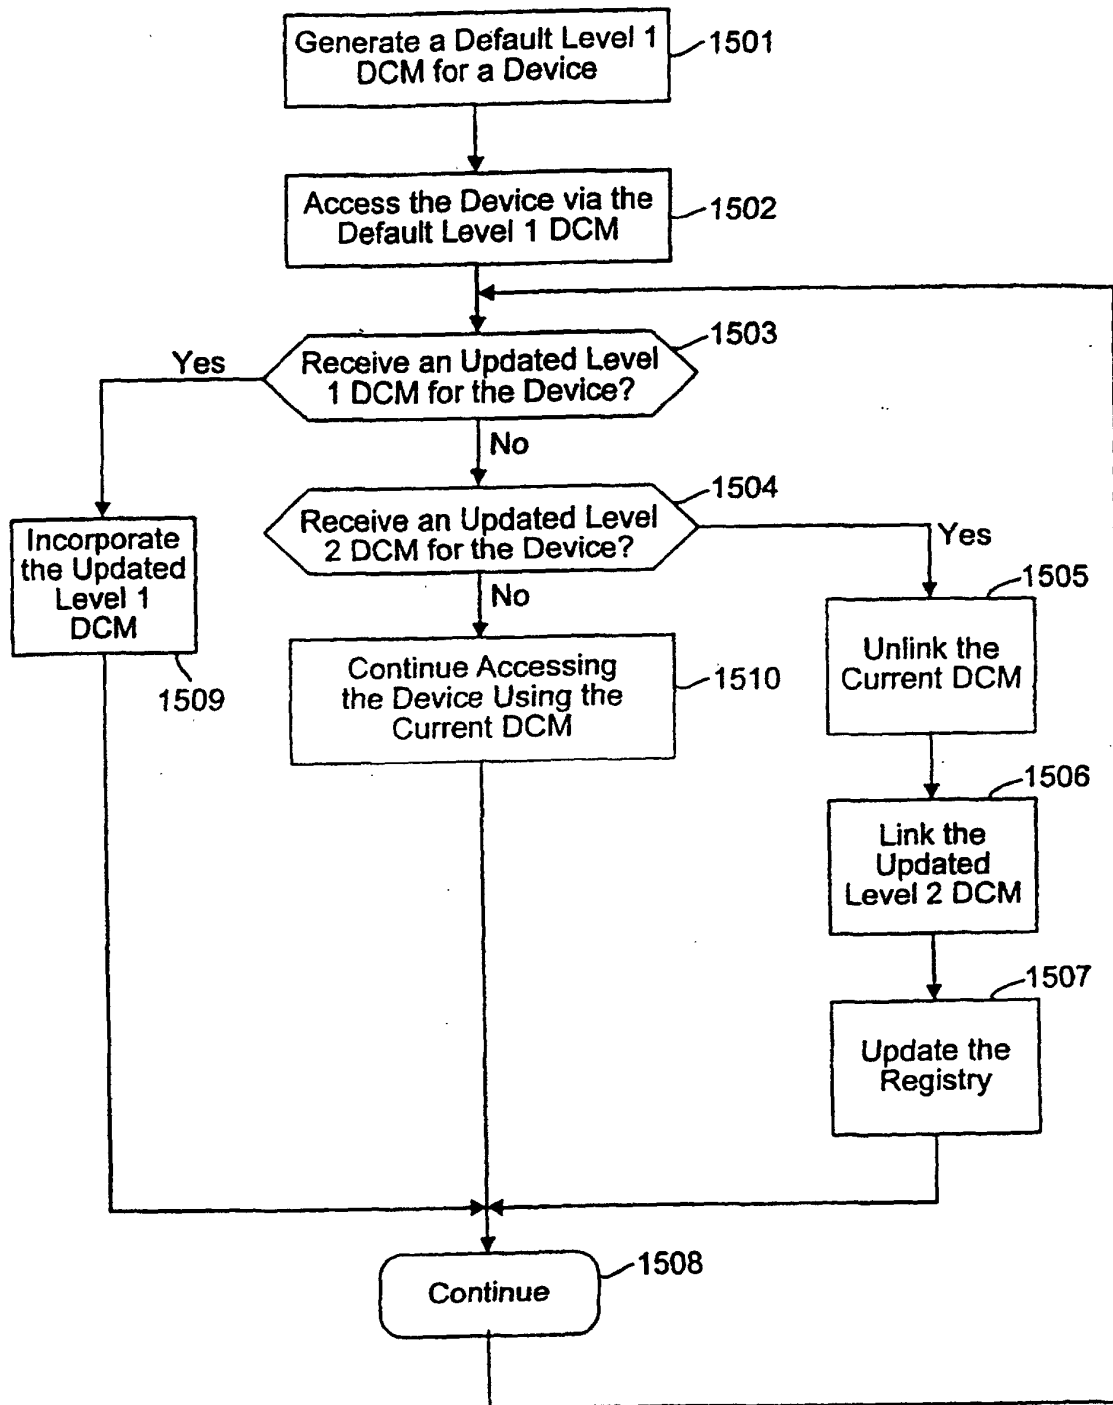 Generate a Default Level 1
DCM for a Device
1501
Access the Device via the
Default Level 1 DCM
1502
1503
Yes
Receive an Updated Level
1 DCM for the Device?
No
1504
Receive an Updated Level
2 DCM for the Device?
Yes
No
Incorporate
the Updated
Level 1
DCM
1509
Continue Accessing
the Device Using the
Current DCM
1510
1505
Unlink the
Current DCM
1506
Link the
Updated
Level 2 DCM
1507
Update the
Registry
1508
Continue